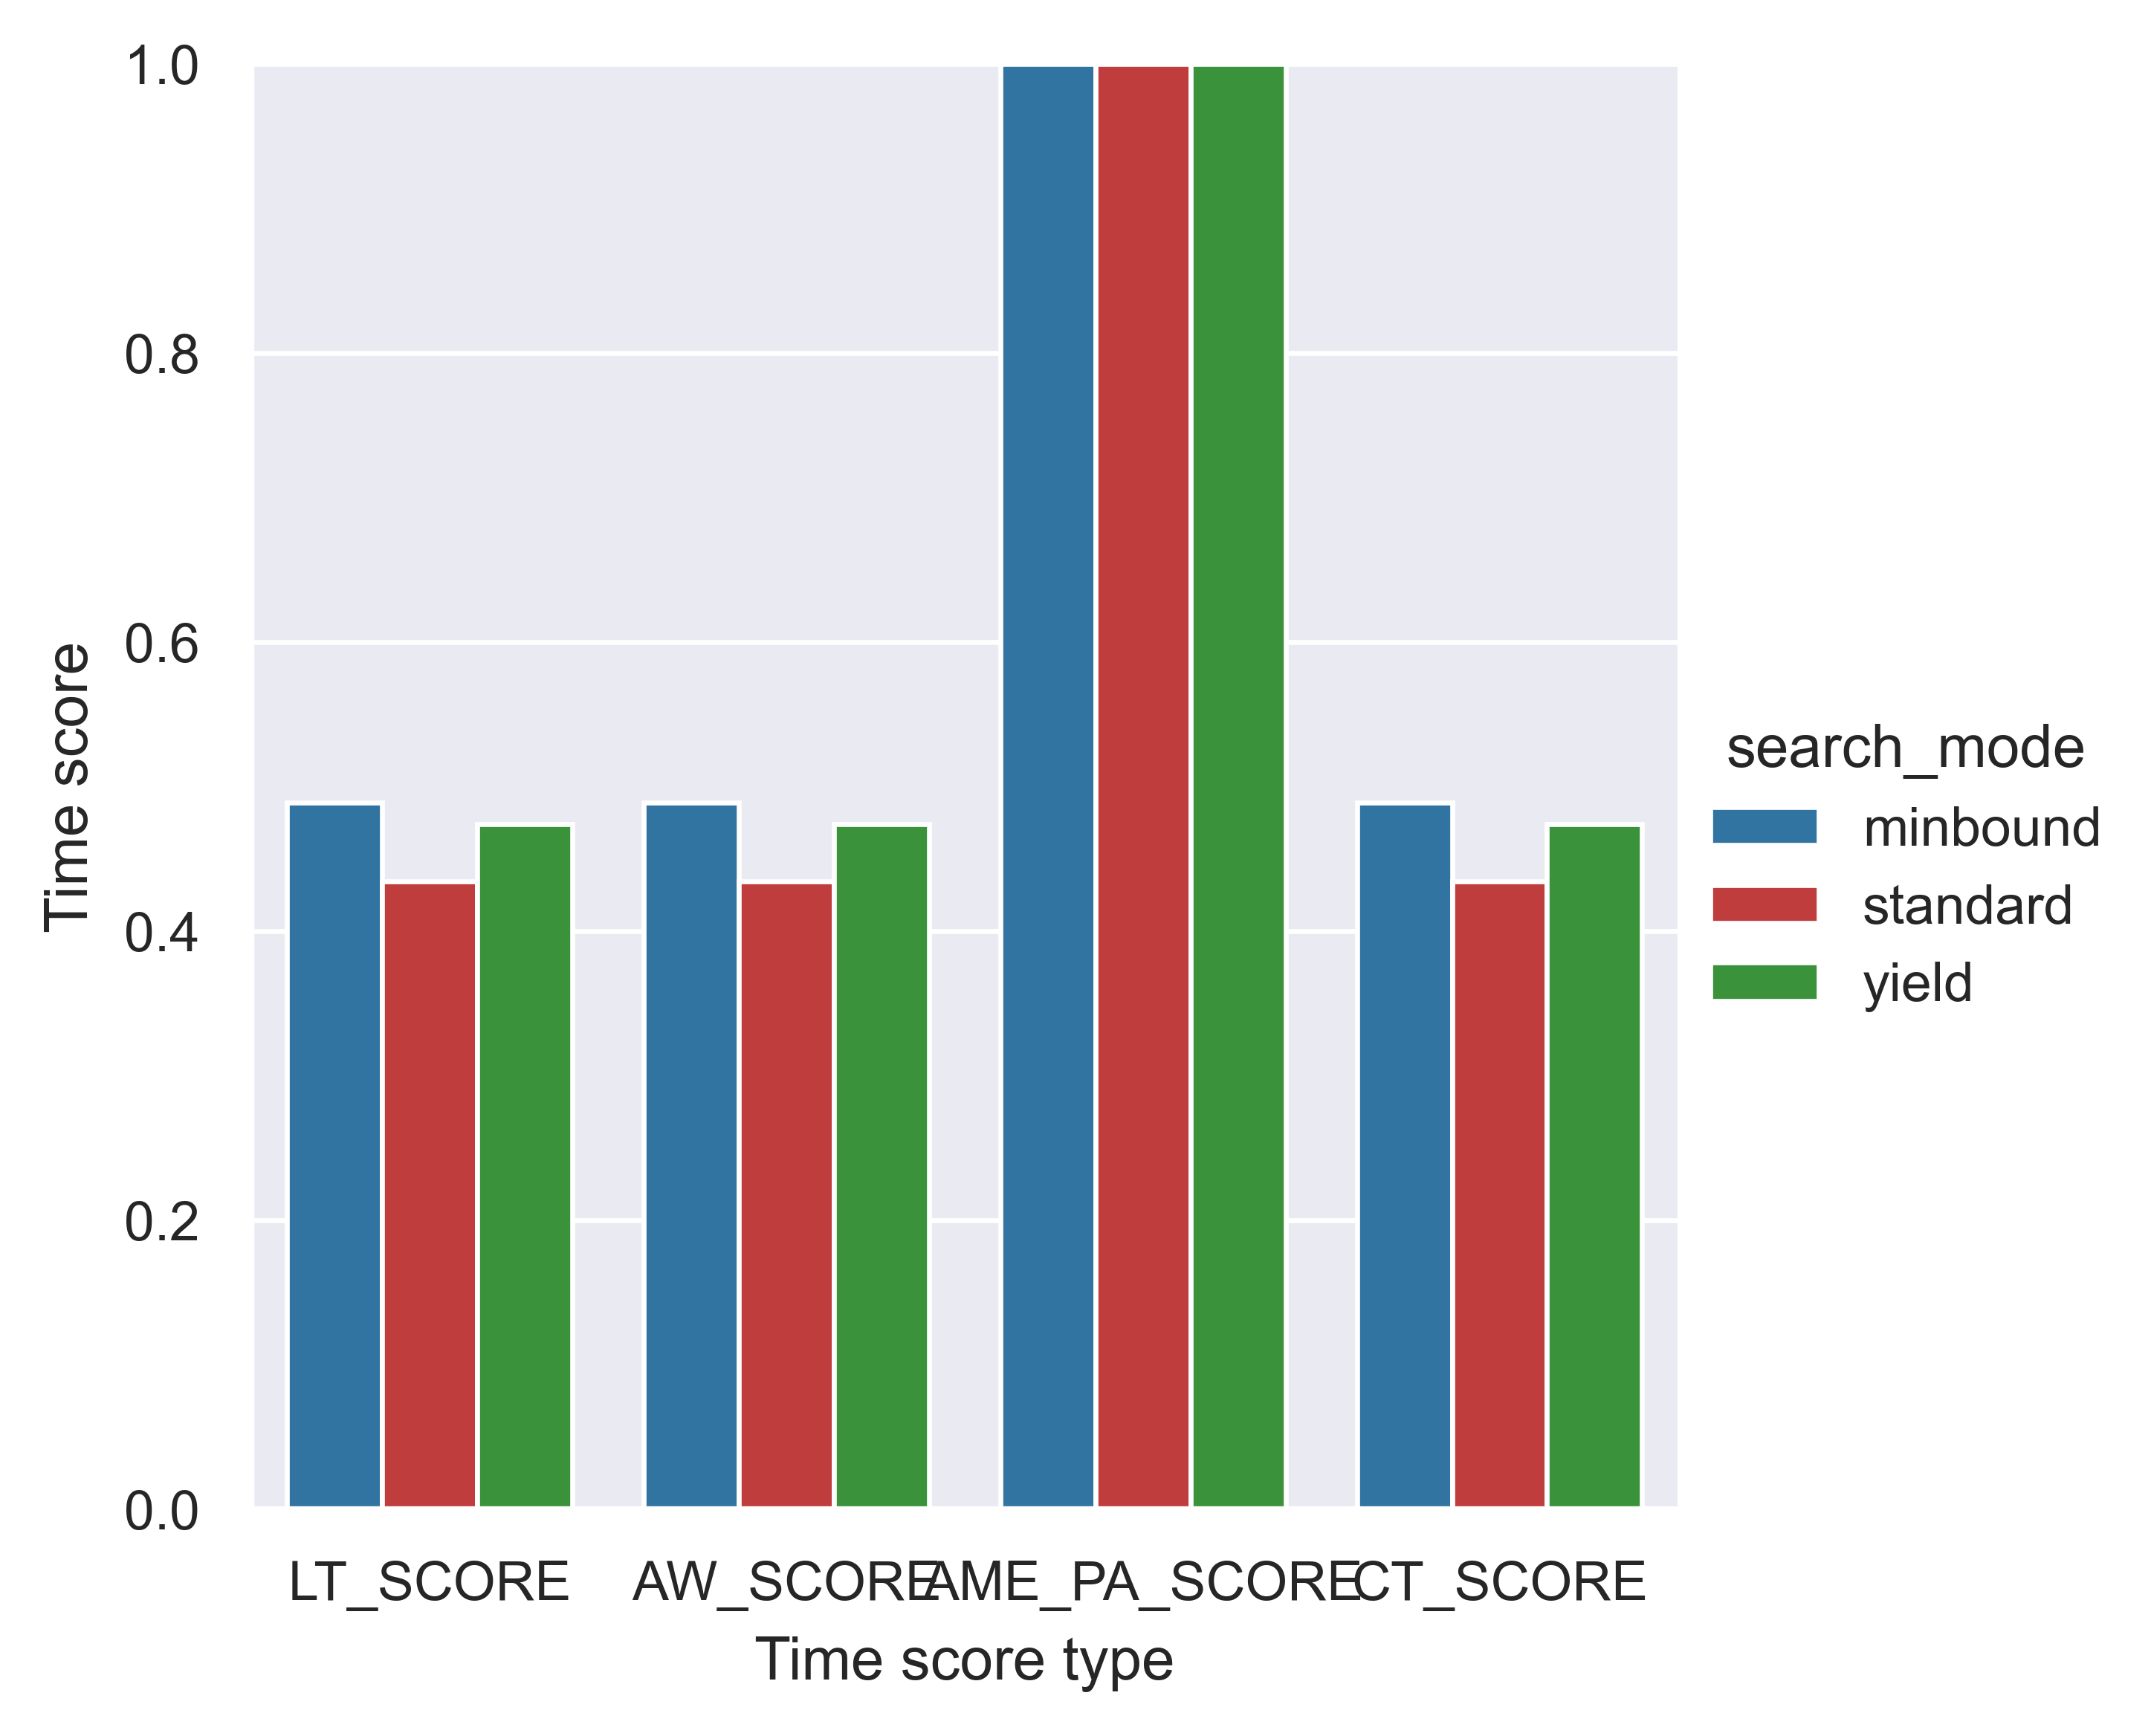 1.0
0.8
0.6
0.4
0.2
0.0
Time score
LT_SCORE AW_SCORE AME_PA_SCORE CT_SCORE
Time score type
search_mode
minbound
standard
yield